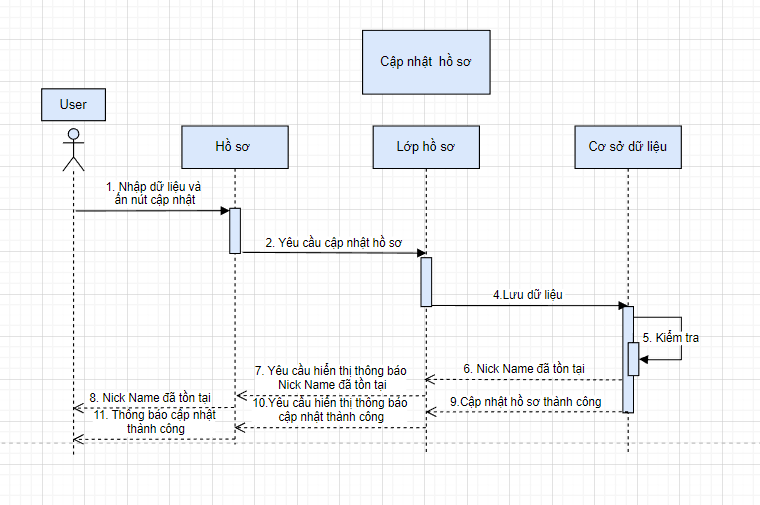 Cập nhật hồ sơ
User
Hồ sơ
Lớp hồ sơ
Cơ sở dữ liệu
1. Nhập dữ liệu và
ấn nút cập nhật
2. Yêu cầu cập nhật hồ sơ
4.Lưu dữ liệu
5. Kiểm tra
6. Nick Name đã tồn tại
7. Yêu cầu hiển thị thông báo
Nick Name đã tồn tại
8. Nick Name đã tồn tại
9.Cập nhật hồ sơ thành công
10.Yêu cầu hiển thị thông báo
cập nhật thành công
11. Thông báo cập nhật
thành công